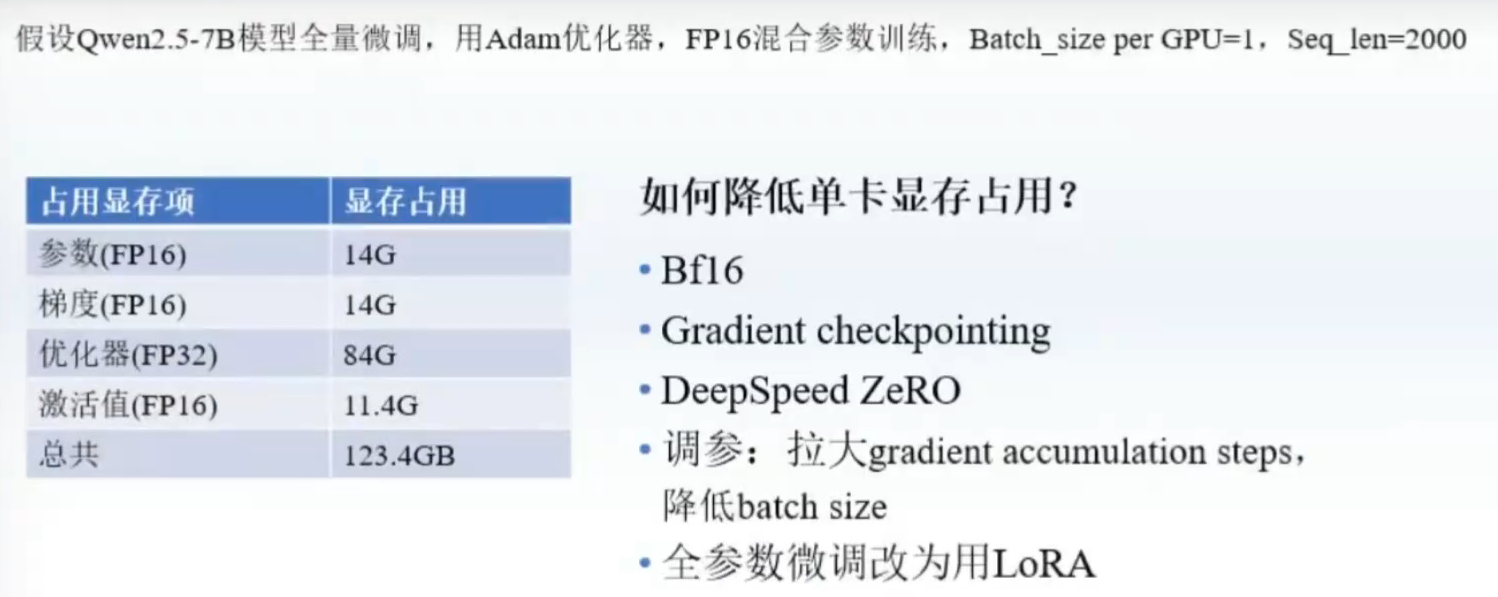 假设Qwen2.5-7B模型全量微调，用Adam优化器，FP16混合参数训练，Batch_size per GPU=1，Seq_len=2000
占用显存项 显存占用
参数(FP16) 14G
梯度(FP16) 14G
优化器(FP32) 84G
激活值(FP16) 11.4G
总共 123.4GB
如何降低单卡显存占用？
• Bf16
• Gradient checkpointing
• DeepSpeed ZeRO
• 调参：拉大gradient accumulation steps，
降低batch size
• 全参数微调改为用LoRA